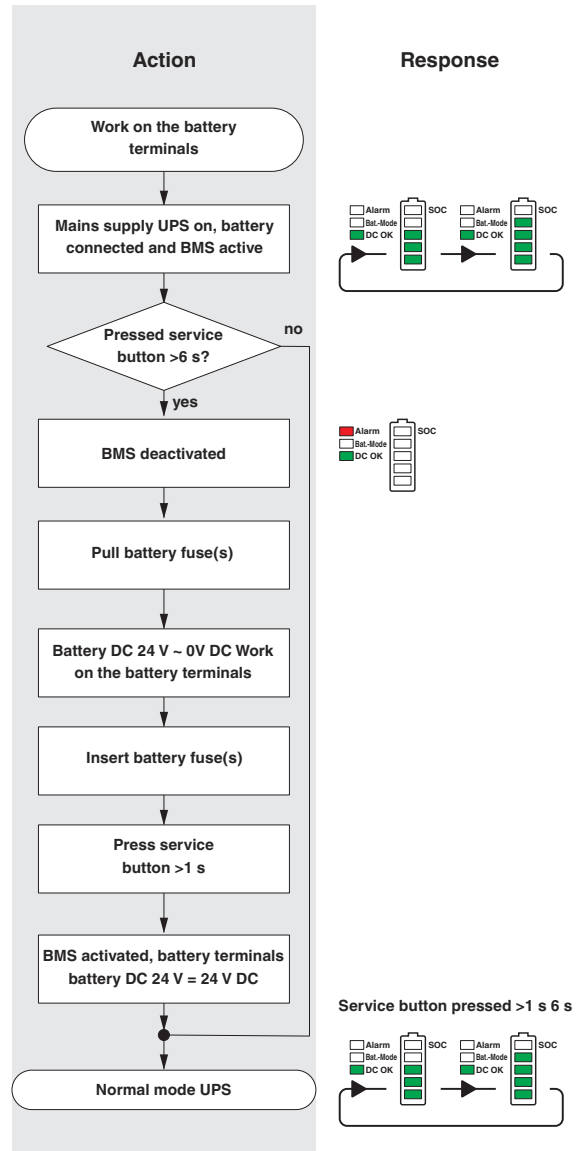 Action
Response
Work on the battery
terminals
Mains supply UPS on, battery
connected and BMS active
Alarm
Bat.-Mode
DC OK
SOC
Alarm
Bat.-Mode
DC OK
SOC
Pressed service
button >6 s?
no
yes
BMS deactivated
Alarm
Bat.-Mode
DC OK
SOC
Pull battery fuse(s)
Battery DC 24 V ~ 0V DC Work
on the battery terminals
Insert battery fuse(s)
Press service
button >1 s
BMS activated, battery terminals
battery DC 24 V = 24 V DC
Service button pressed >1 s 6 s
Alarm
Bat.-Mode
DC OK
SOC
Alarm
Bat.-Mode
DC OK
SOC
Normal mode UPS